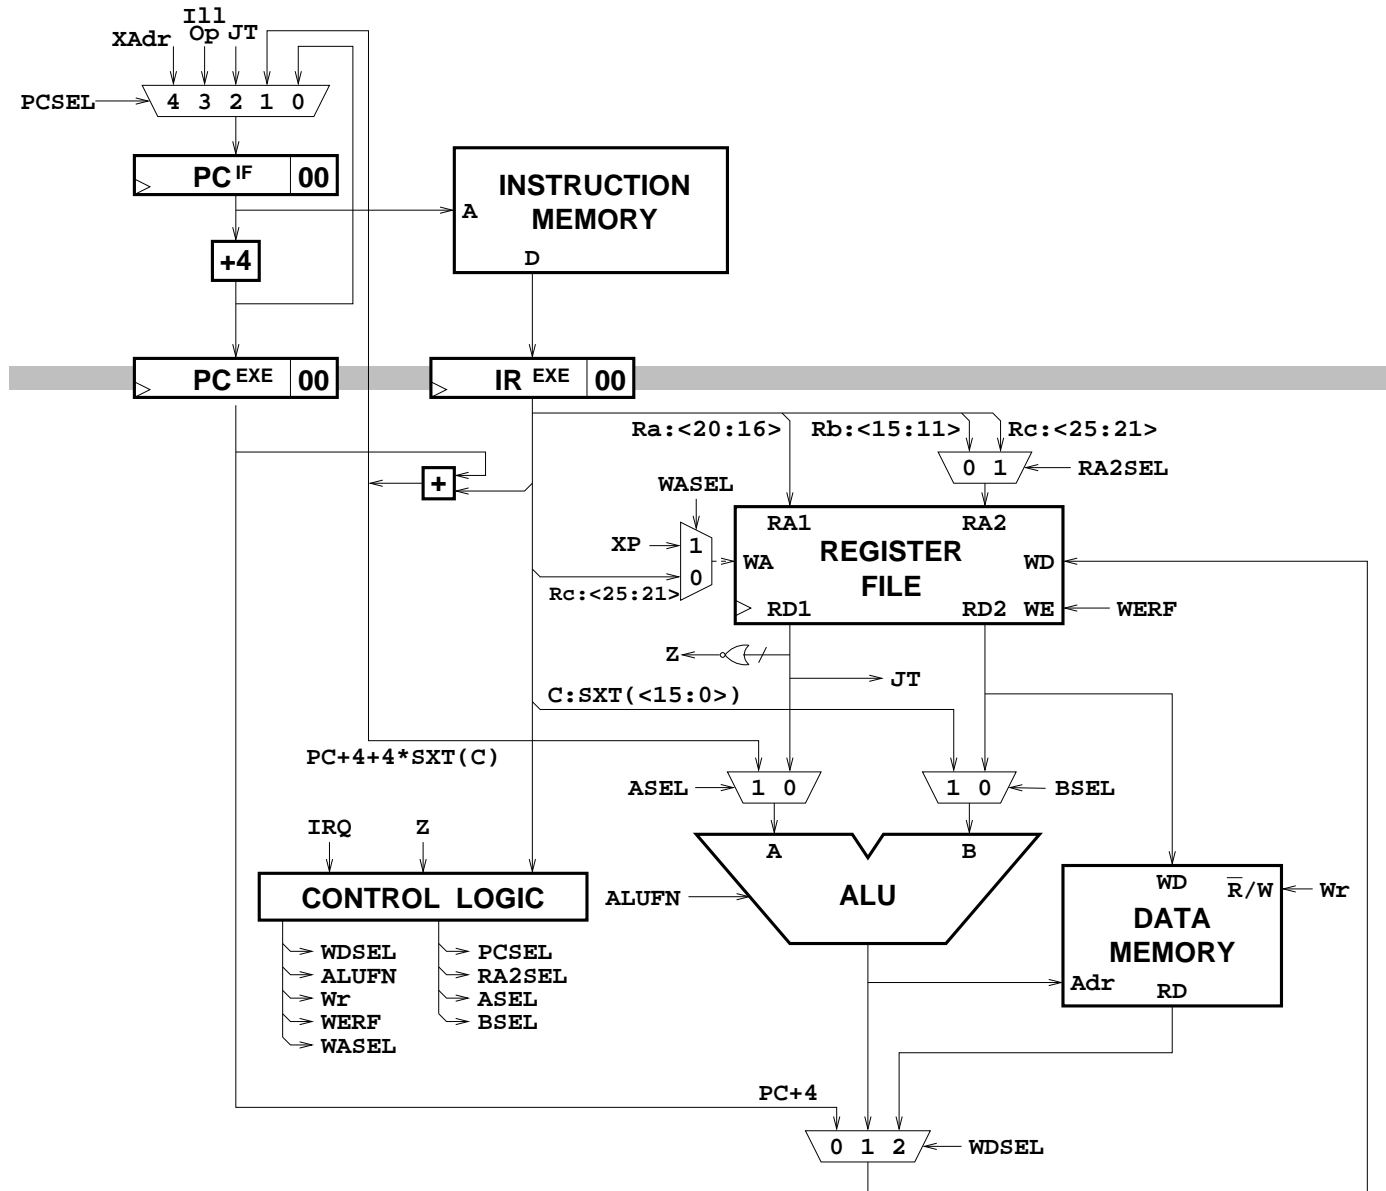 Ill
XAdr Op JT
PCSEL 4 3 2 1 0
PC IF 00
INSTRUCTION
MEMORY
A
D
+4
PC EXE 00 IR EXE 00
Ra:<20:16> Rb:<15:11> Rc:<25:21>
0 1 RA2SEL
+
WASEL
RA1 RA2
XP 1
REGISTER
FILE
WA WD
0
Rc:<25:21>
RD1 RD2 WE WERF
Z
JT
C:SXT(<15:0>)
PC+4+4*SXT(C)
ASEL 1 0 1 0 BSEL
IRQ Z
A B
CONTROL LOGIC
ALUFN ALU
WD R̅/W Wr
DATA
MEMORY
Adr
RD
WDSEL PCSEL
ALUFN RA2SEL
Wr ASEL
WERF BSEL
WASEL
PC+4
0 1 2 WDSEL